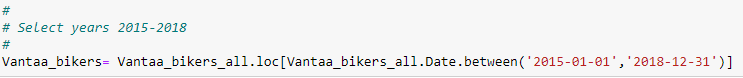 #
# Select years 2015-2018
#
Vantaa_bikers= Vantaa_bikers_all.loc[Vantaa_bikers_all.Date.between('2015-01-01','2018-12-31')]